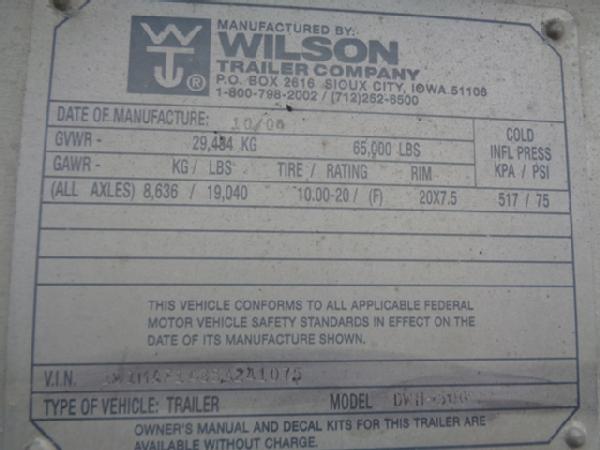 MANUFACTURED BY:
WILSON
TRAILER COMPANY
P.O. BOX 2616 SIOUX CITY, IOWA 51106
1-800-798-2002 / (712)252-6500
WT ®
DATE OF MANUFACTURE:
GVWR - 29,484 KG 65,000 LBS
COLD
INFL PRESS
KPA / PSI
GAWR - KG / LBS TIRE / RATING RIM
(ALL AXLES) 8,636 / 19,040 10.00-20 / (F) 20X7.5 517 / 75
THIS VEHICLE CONFORMS TO ALL APPLICABLE FEDERAL
MOTOR VEHICLE SAFETY STANDARDS IN EFFECT ON THE
DATE OF ITS MANUFACTURE SHOWN.
V.I.N.
TYPE OF VEHICLE: TRAILER MODEL
OWNER'S MANUAL AND DECAL KITS FOR THIS TRAILER ARE
AVAILABLE WITHOUT CHARGE.